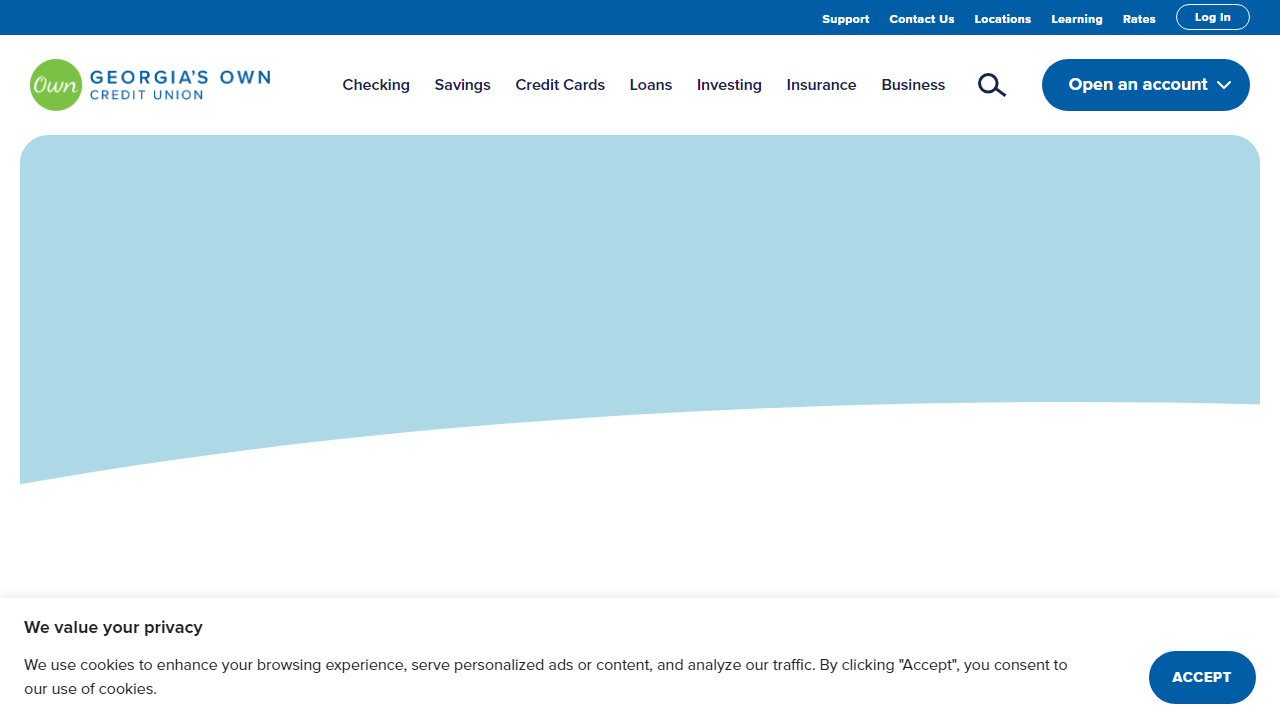 Support Contact Us Locations Learning Rates Log In
Own GEORGIA'S OWN
CREDIT UNION
Checking Savings Credit Cards Loans Investing Insurance Business Open an account
We value your privacy
We use cookies to enhance your browsing experience, serve personalized ads or content, and analyze our traffic. By clicking "Accept", you consent to
our use of cookies.
ACCEPT